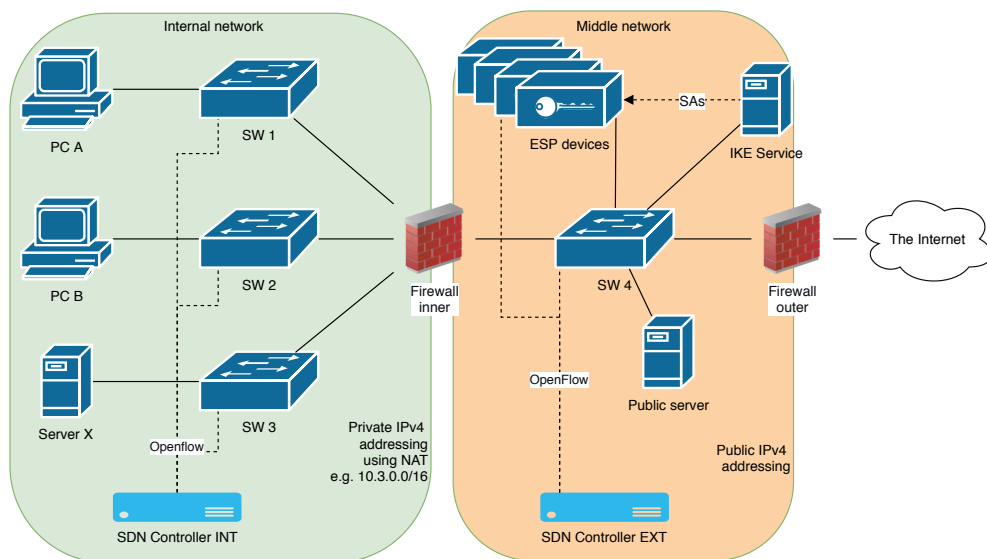 Internal network
Middle network
PC A
SW 1
ESP devices
SAs
IKE Service
PC B
SW 2
Firewall
inner
SW 4
Firewall
outer
The Internet
Server X
SW 3
Openflow
OpenFlow
Public server
Private IPv4
addressing
using NAT
e.g. 10.3.0.0/16
Public IPv4
addressing
SDN Controller INT
SDN Controller EXT